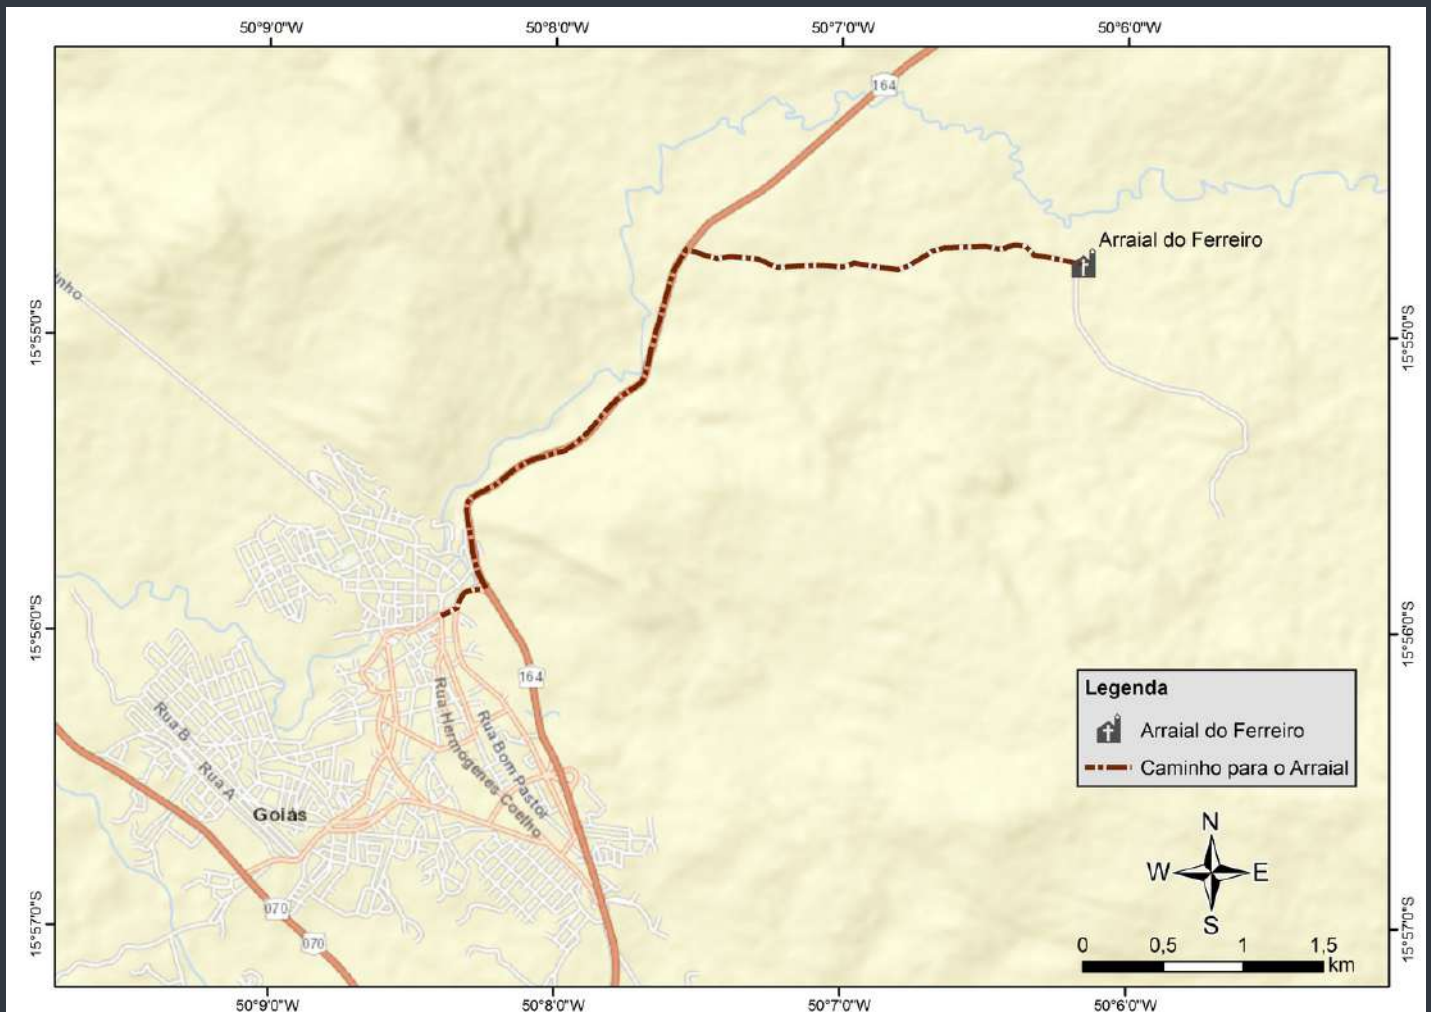 50°9'0"W
50°8'0"W
50°7'0"W
50°6'0"W
164
Arraial do Ferreiro
inho
15°55'0"S
15°55'0"S
15°56'0"S
15°56'0"S
164
Rua Hermogenes Coelho
Rua Bom Pastor
Rua B
Rua A
Goiás
Legenda
Arraial do Ferreiro
Caminho para o Arraial
N
W
E
S
070
070
15°57'0"S
15°57'0"S
0
0,5
1
1,5
km
50°9'0"W
50°8'0"W
50°7'0"W
50°6'0"W